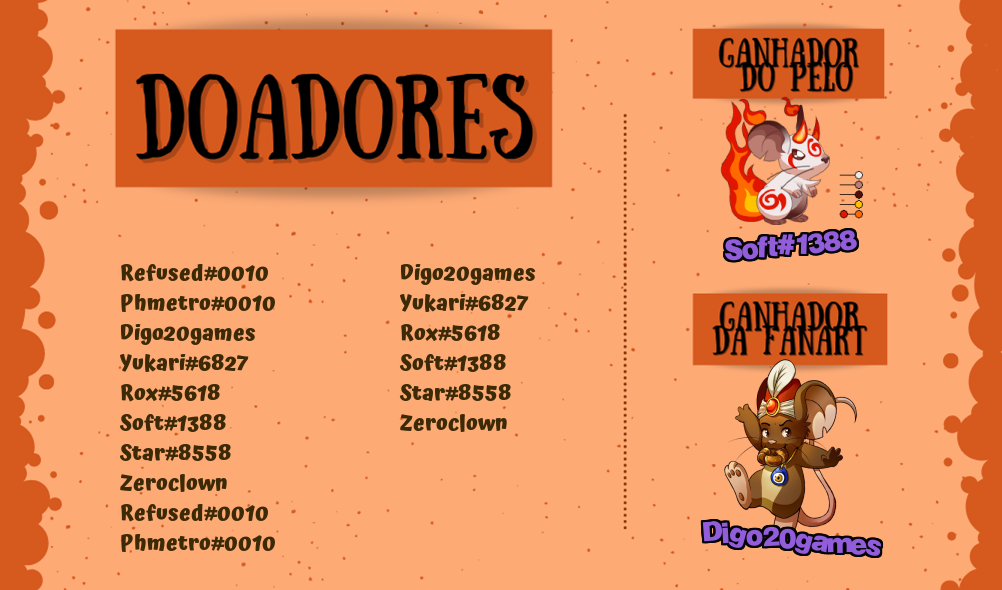 DOADORES
Refused#0010
Phmetro#0010
Digo20games
Yukari#6827
Rox#5618
Soft#1388
Star#8558
Zeroclown
Refused#0010
Phmetro#0010
Digo20games
Yukari#6827
Rox#5618
Soft#1388
Star#8558
Zeroclown
GANHADOR
DO PELO
Soft#1388
GANHADOR
DA FANART
Digo20games